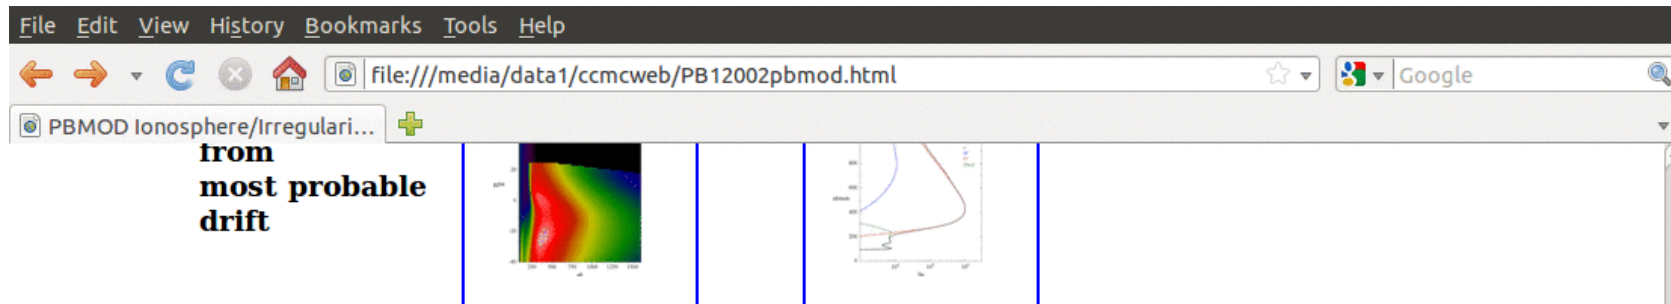 File Edit View History Bookmarks Tools Help
file:///media/data1/ccmcweb/PB12002pbmod.html
Google
PBMOD Ionosphere/Irregulari...
from
most probable
drift